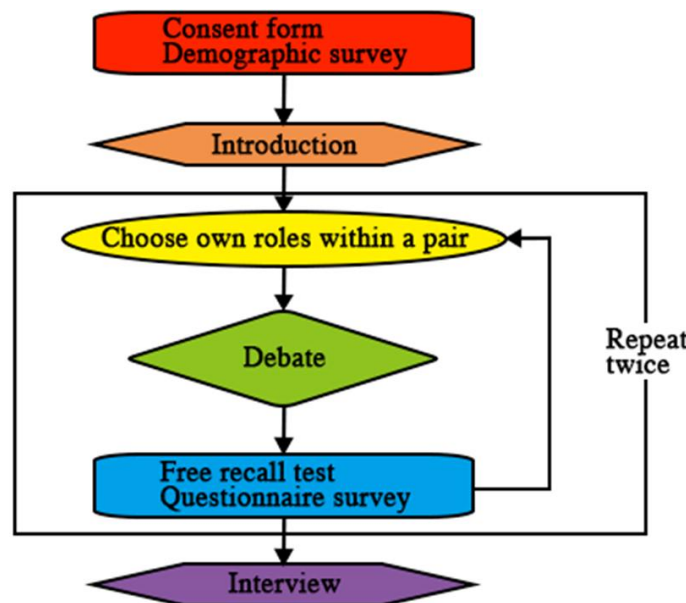 Consent form
Demographic survey
Introduction
Choose own roles within a pair
Debate
Repeat
twice
Free recall test
Questionnaire survey
Interview